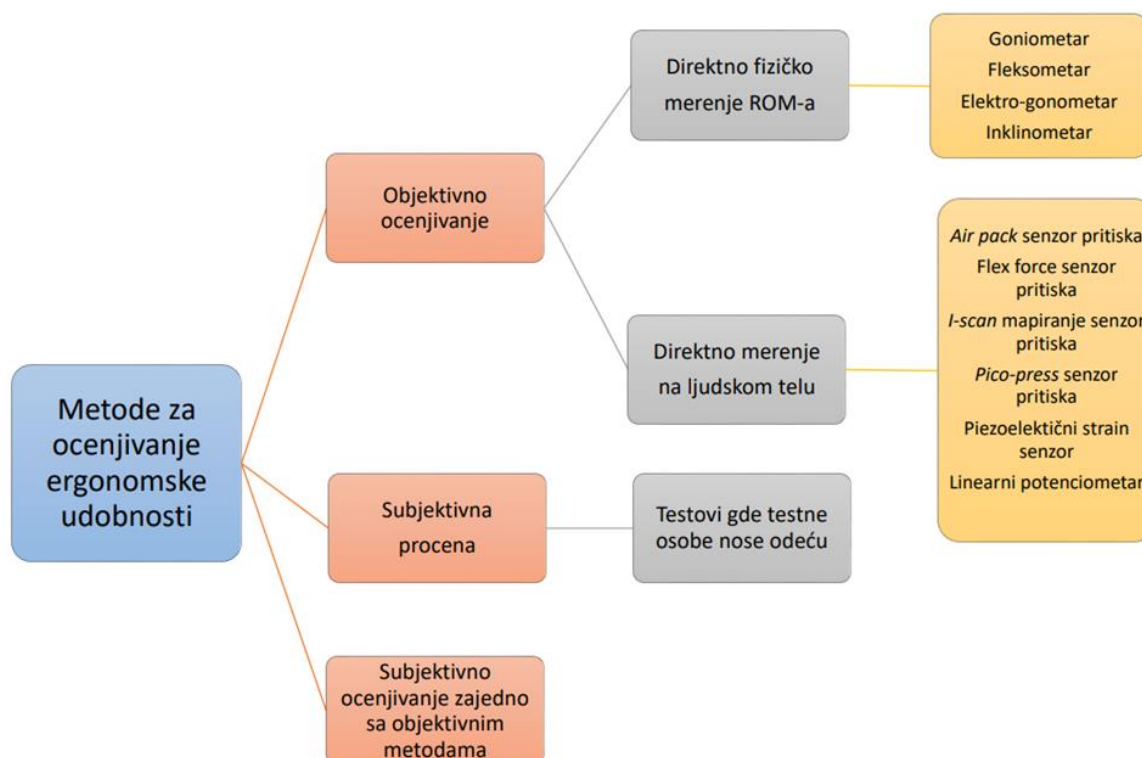 Metode za
ocenjivanje
ergonomske
udobnosti
Objektivno
ocenjivanje
Direktno fizičko
merenje ROM-a
Goniometar
Fleksometar
Elektro-gonometar
Inklinometar
Direktno merenje
na ljudskom telu
Air pack senzor pritiska
Flex force senzor
pritiska
I-scan mapiranje senzor
pritiska
Pico-press senzor
pritiska
Piezoelektični strain
senzor
Linearni potenciometar
Subjektivna
procena
Testovi gde testne
osobe nose odeću
Subjektivno
ocenjivanje zajedno
sa objektivnim
metodama